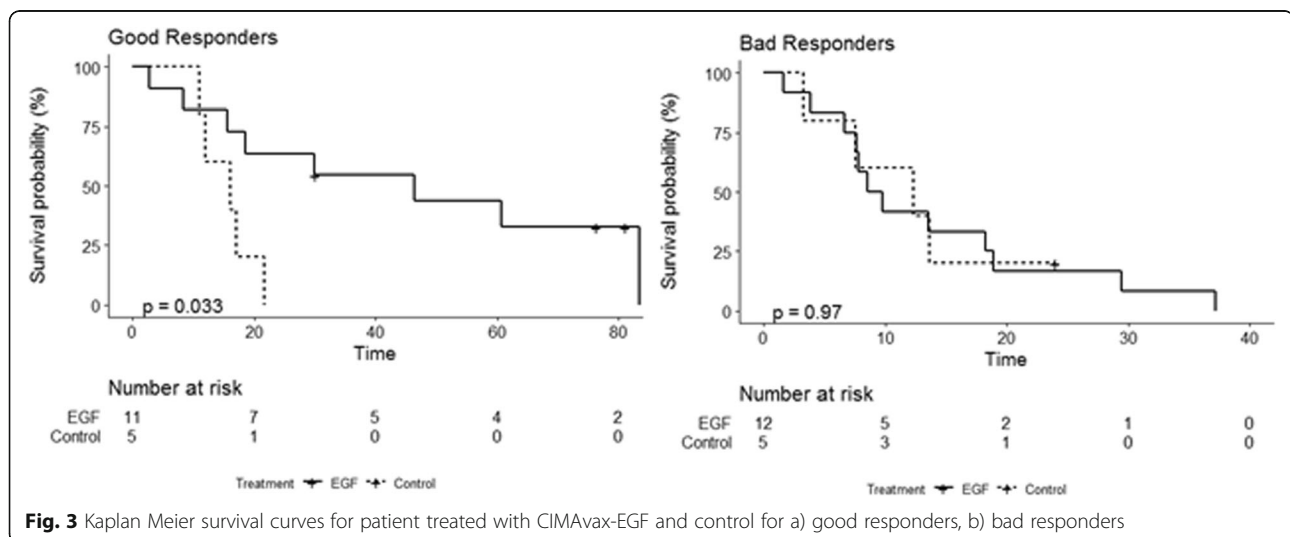 Good Responders
Survival probability (%)
100
75
50
25
0
p = 0.033
0 20 40 60 80
Time
Number at risk
EGF 11 7 5 4 2
Control 5 1 0 0 0
Treatment EGF Control
Bad Responders
Survival probability (%)
100
75
50
25
0
p = 0.97
0 10 20 30 40
Time
Number at risk
EGF 12 5 2 1 0
Control 5 3 1 0 0
Treatment EGF Control
Fig. 3 Kaplan Meier survival curves for patient treated with CIMAvax-EGF and control for a) good responders, b) bad responders